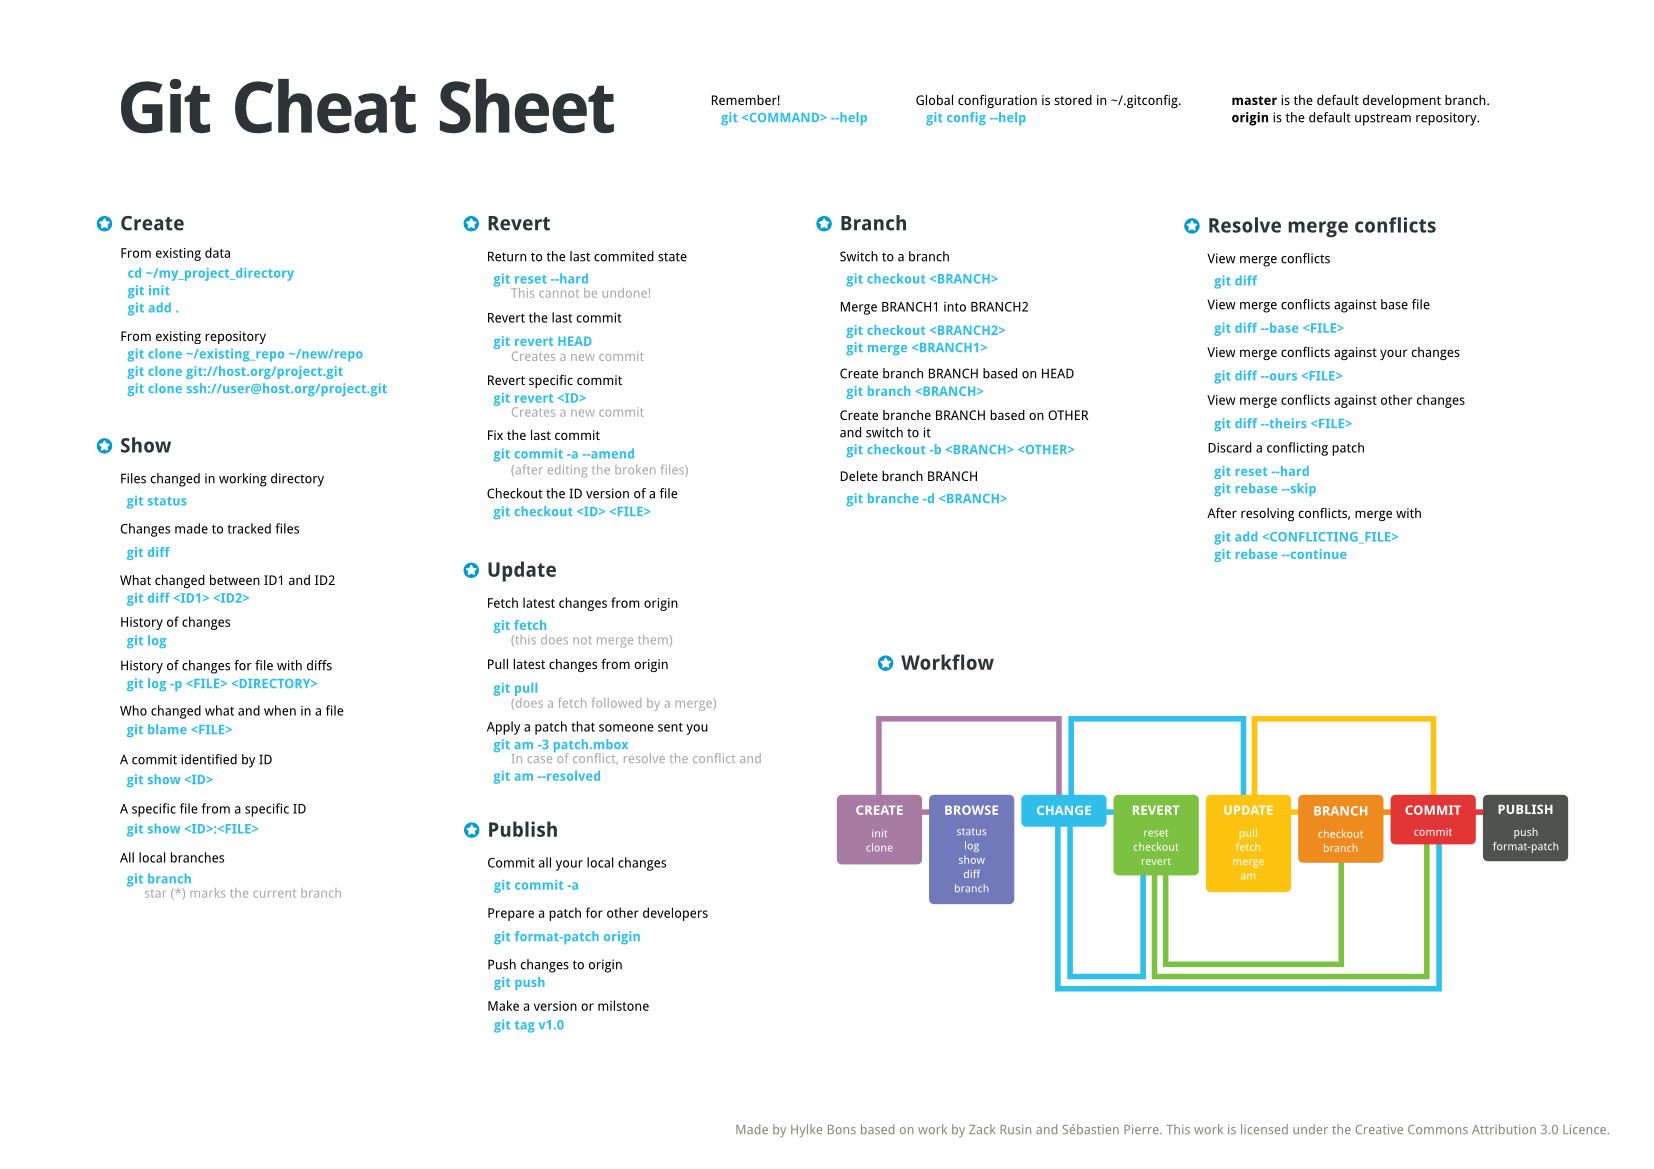 Git Cheat Sheet
Remember!
git <COMMAND> --help
Global configuration is stored in ~/.gitconfig.
git config --help
master is the default development branch.
origin is the default upstream repository.
Create
From existing data
cd ~/my_project_directory
git init
git add .
From existing repository
git clone ~/existing_repo ~/new/repo
git clone git://host.org/project.git
git clone ssh://user@host.org/project.git
Show
Files changed in working directory
git status
Changes made to tracked files
git diff
What changed between ID1 and ID2
git diff <ID1> <ID2>
History of changes
git log
History of changes for file with diffs
git log -p <FILE> <DIRECTORY>
Who changed what and when in a file
git blame <FILE>
A commit identified by ID
git show <ID>
A specific file from a specific ID
git show <ID>:<FILE>
All local branches
git branch
star (*) marks the current branch
Revert
Return to the last commited state
git reset --hard
This cannot be undone!
Revert the last commit
git revert HEAD
Creates a new commit
Revert specific commit
git revert <ID>
Creates a new commit
Fix the last commit
git commit -a --amend
(after editing the broken files)
Checkout the ID version of a file
git checkout <ID> <FILE>
Update
Fetch latest changes from origin
git fetch
(this does not merge them)
Pull latest changes from origin
git pull
(does a fetch followed by a merge)
Apply a patch that someone sent you
git am -3 patch.mbox
In case of conflict, resolve the conflict and
git am --resolved
Publish
Commit all your local changes
git commit -a
Prepare a patch for other developers
git format-patch origin
Push changes to origin
git push
Make a version or milstone
git tag v1.0
Branch
Switch to a branch
git checkout <BRANCH>
Merge BRANCH1 into BRANCH2
git checkout <BRANCH2>
git merge <BRANCH1>
Create branch BRANCH based on HEAD
git branch <BRANCH>
Create branche BRANCH based on OTHER
and switch to it
git checkout -b <BRANCH> <OTHER>
Delete branch BRANCH
git branche -d <BRANCH>
Resolve merge conflicts
View merge conflicts
git diff
View merge conflicts against base file
git diff --base <FILE>
View merge conflicts against your changes
git diff --ours <FILE>
View merge conflicts against other changes
git diff --theirs <FILE>
Discard a conflicting patch
git reset --hard
git rebase --skip
After resolving conflicts, merge with
git add <CONFLICTING_FILE>
git rebase --continue
Workflow
CREATE
init
clone
BROWSE
status
log
show
diff
branch
CHANGE
REVERT
reset
checkout
revert
UPDATE
pull
fetch
merge
am
BRANCH
checkout
branch
COMMIT
commit
PUBLISH
push
format-patch
Made by Hylke Bons based on work by Zack Rusin and Sébastien Pierre. This work is licensed under the Creative Commons Attribution 3.0 Licence.